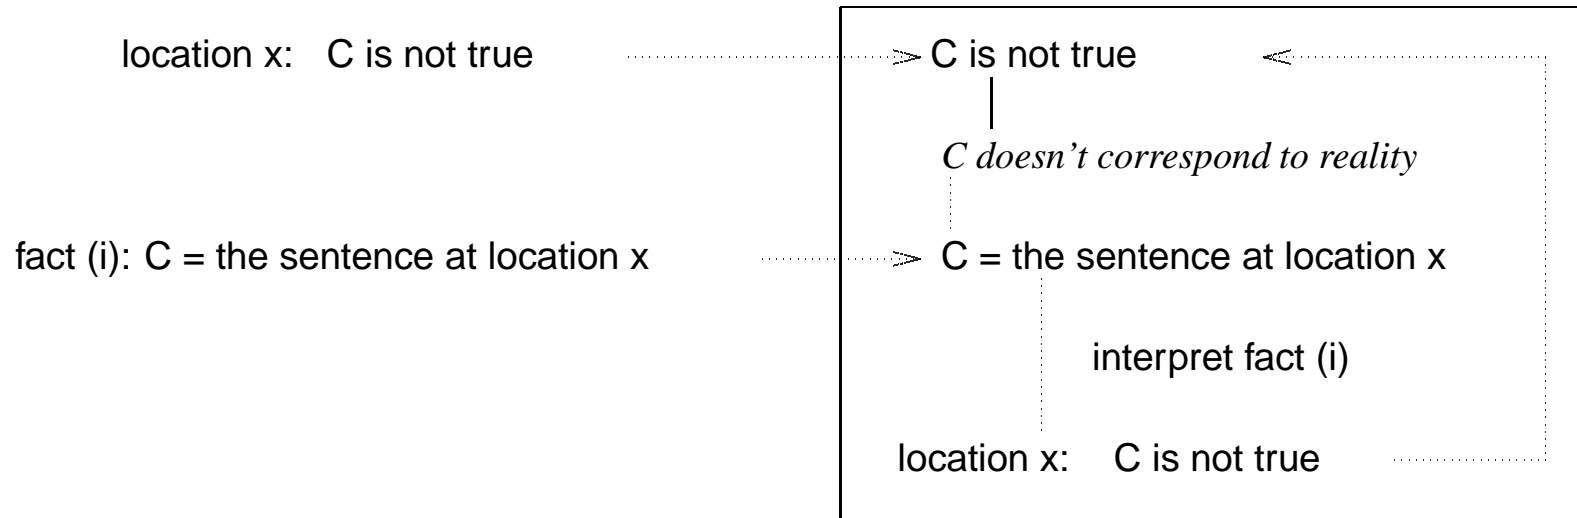 location x: C is not true
C is not true
C doesn't correspond to reality
fact (i): C = the sentence at location x
C = the sentence at location x
interpret fact (i)
location x: C is not true